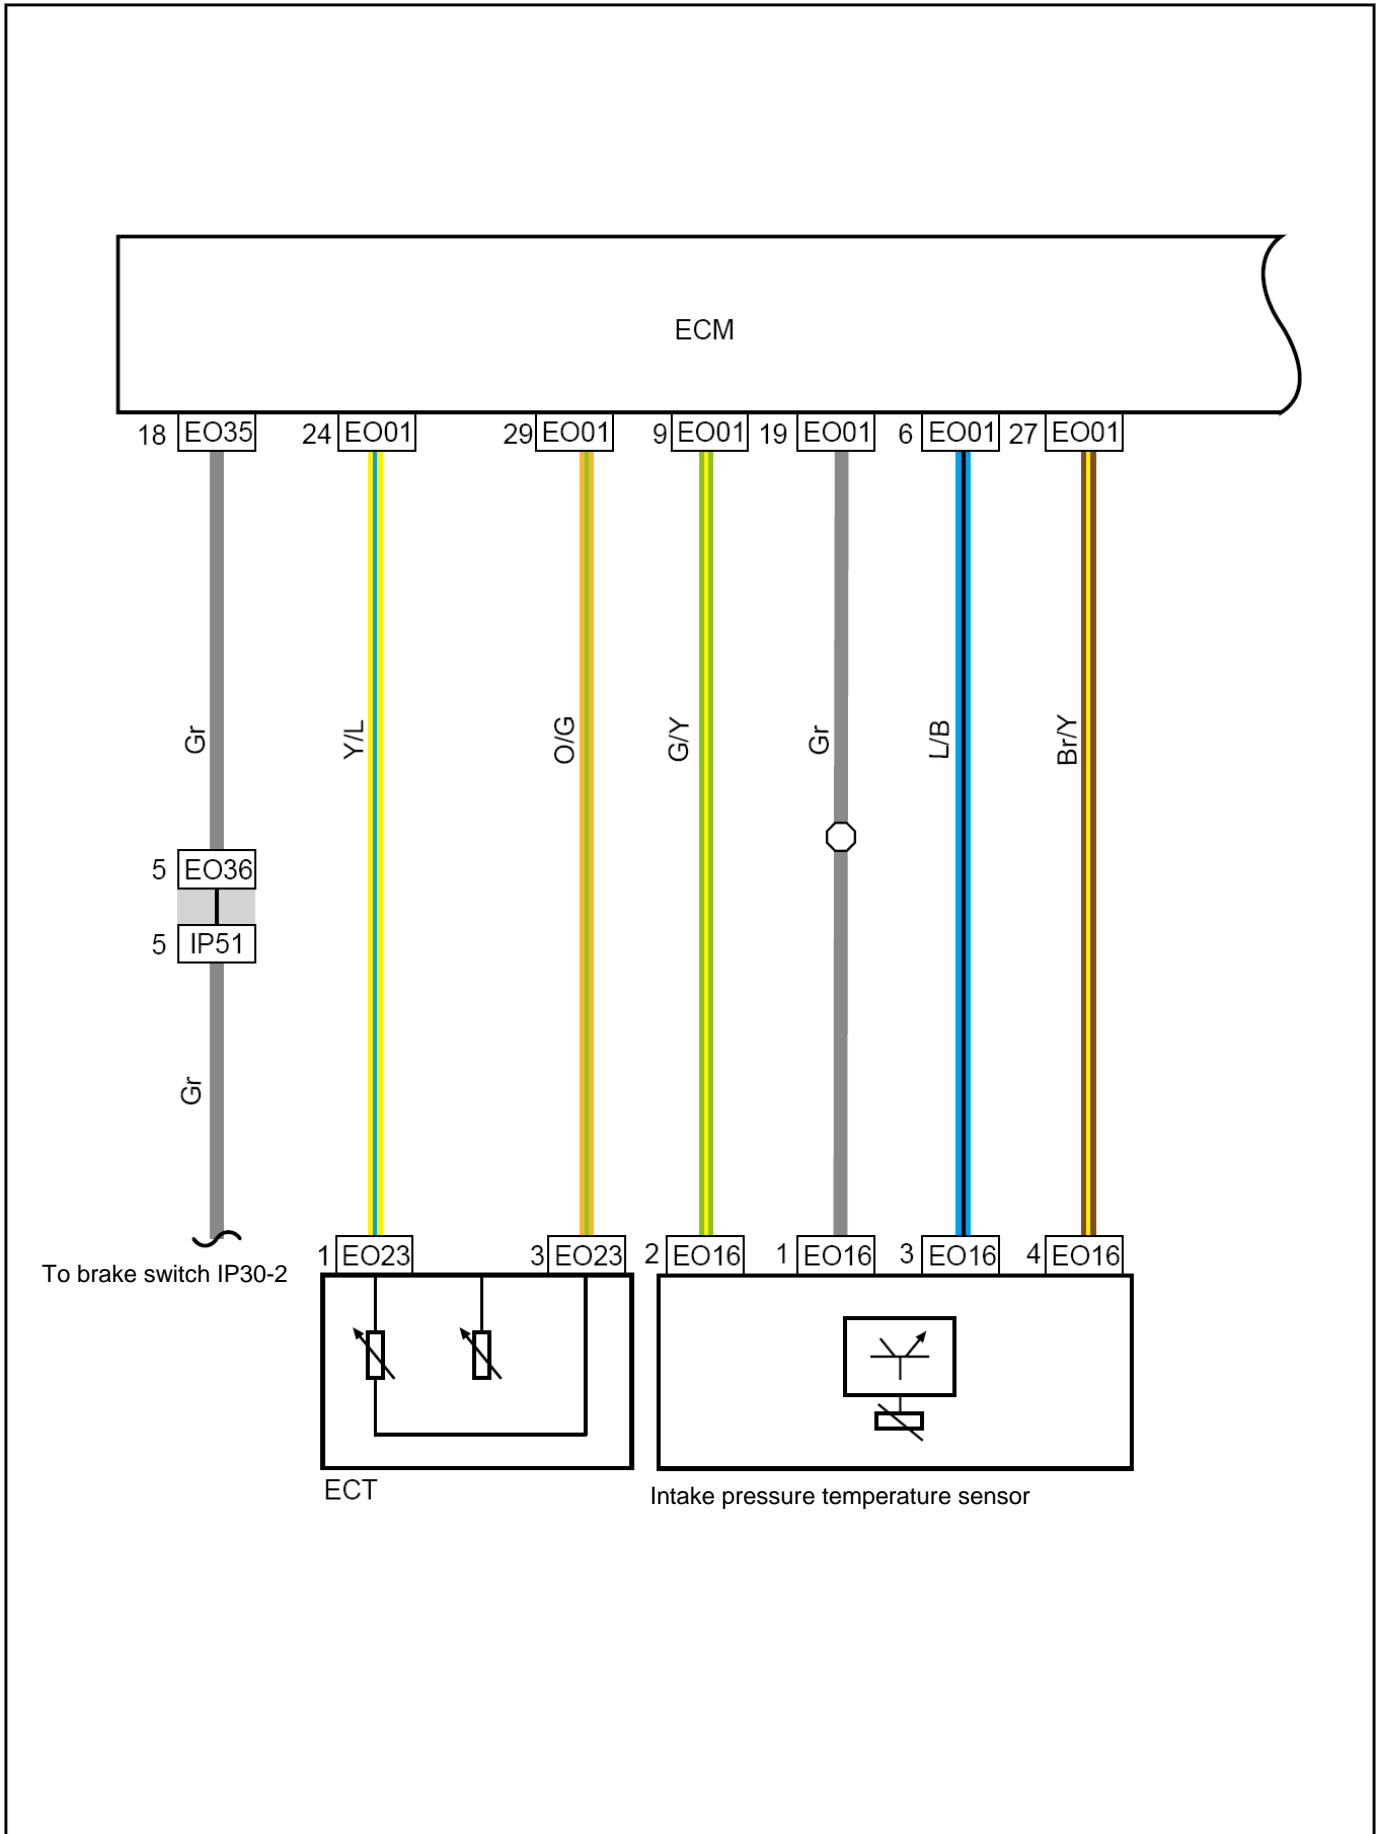 ECM
18 EO35 24 EO01 29 EO01 9 EO01 19 EO01 6 EO01 27 EO01
Gr Y/L O/G G/Y Gr L/B Br/Y
5 EO36
5 IP51
Gr
1 EO23 3 EO23 2 EO16 1 EO16 3 EO16 4 EO16
To brake switch IP30-2
ECT
Intake pressure temperature sensor